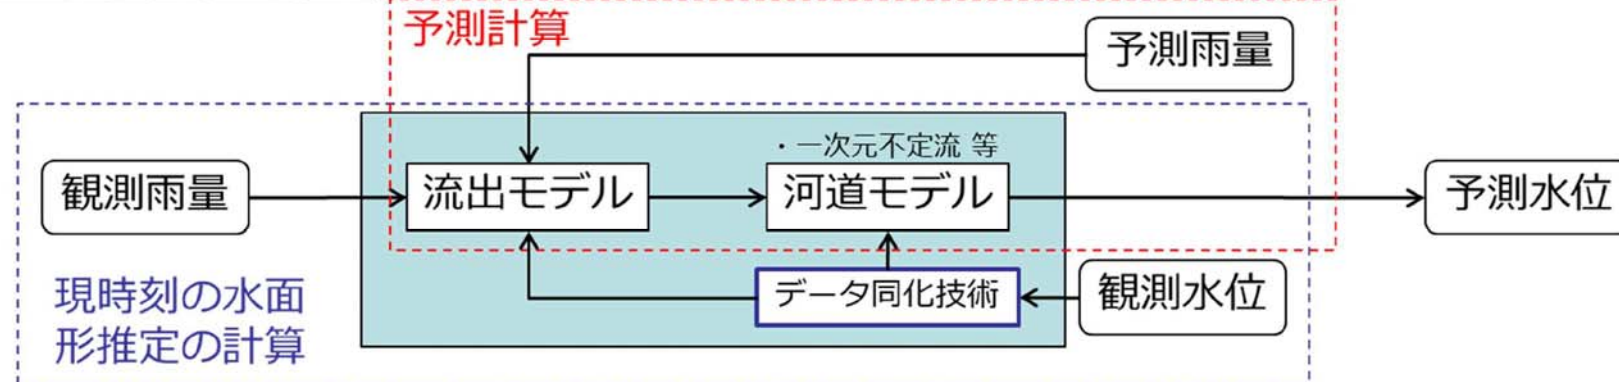 予測計算
予測雨量
・一次元不定流 等
観測雨量
流出モデル
河道モデル
予測水位
現時刻の水面
形推定の計算
データ同化技術
観測水位